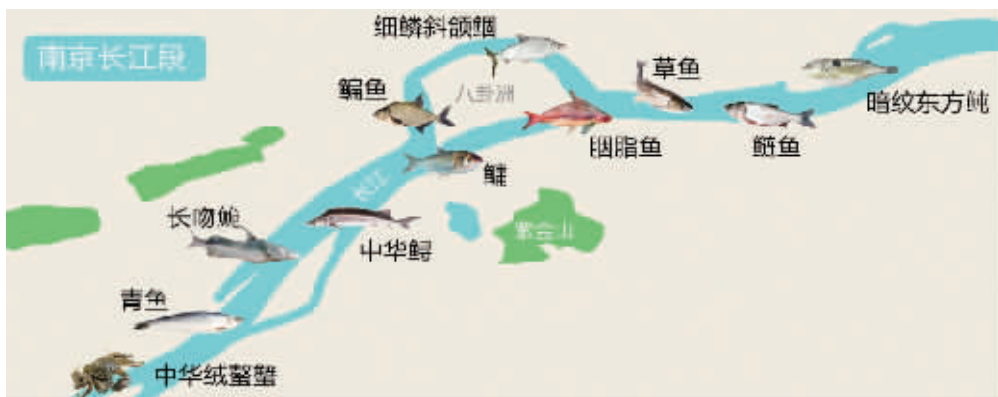 南京长江段
细鳞斜颌鲴
草鱼
鳊鱼
八卦洲
暗纹东方鲀
胭脂鱼
鲢鱼
长江
鳙
长吻鮠
紫金山
中华鲟
青鱼
中华绒螯蟹